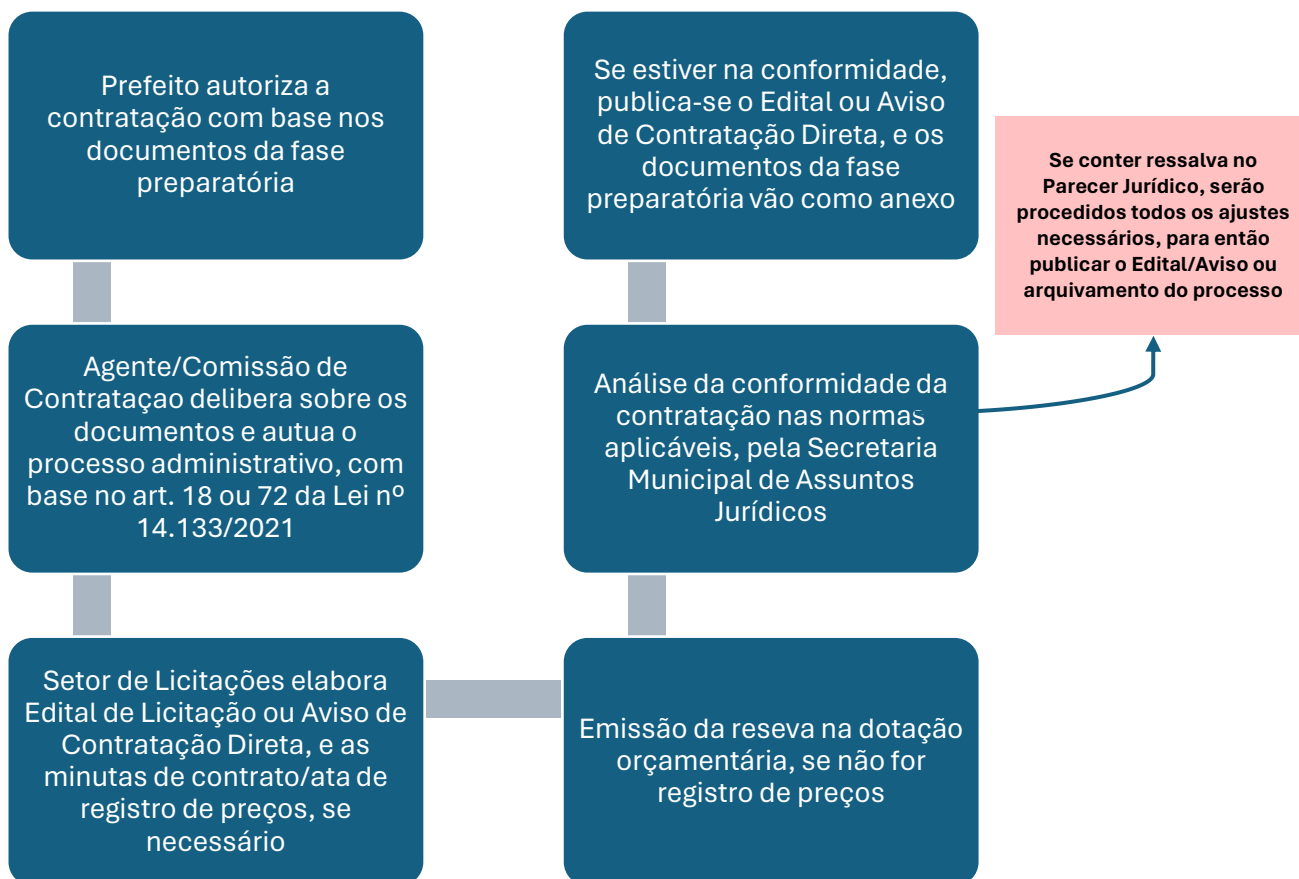 Prefeito autoriza a
contratação com base nos
documentos da fase
preparatória
Agente/Comissão de
Contrataçao delibera sobre os
documentos e autua o
processo administrativo, com
base no art. 18 ou 72 da Lei nº
14.133/2021
Setor de Licitações elabora
Edital de Licitação ou Aviso de
Contratação Direta, e as
minutas de contrato/ata de
registro de preços, se
necessário
Emissão da reseva na dotação
orçamentária, se não for
registro de preços
Análise da conformidade da
contratação nas normas
aplicáveis, pela Secretaria
Municipal de Assuntos
Jurídicos
Se estiver na conformidade,
publica-se o Edital ou Aviso
de Contratação Direta, e os
documentos da fase
preparatória vão como anexo
Se conter ressalva no
Parecer Jurídico, serão
procedidos todos os ajustes
necessários, para então
publicar o Edital/Aviso ou
arquivamento do processo